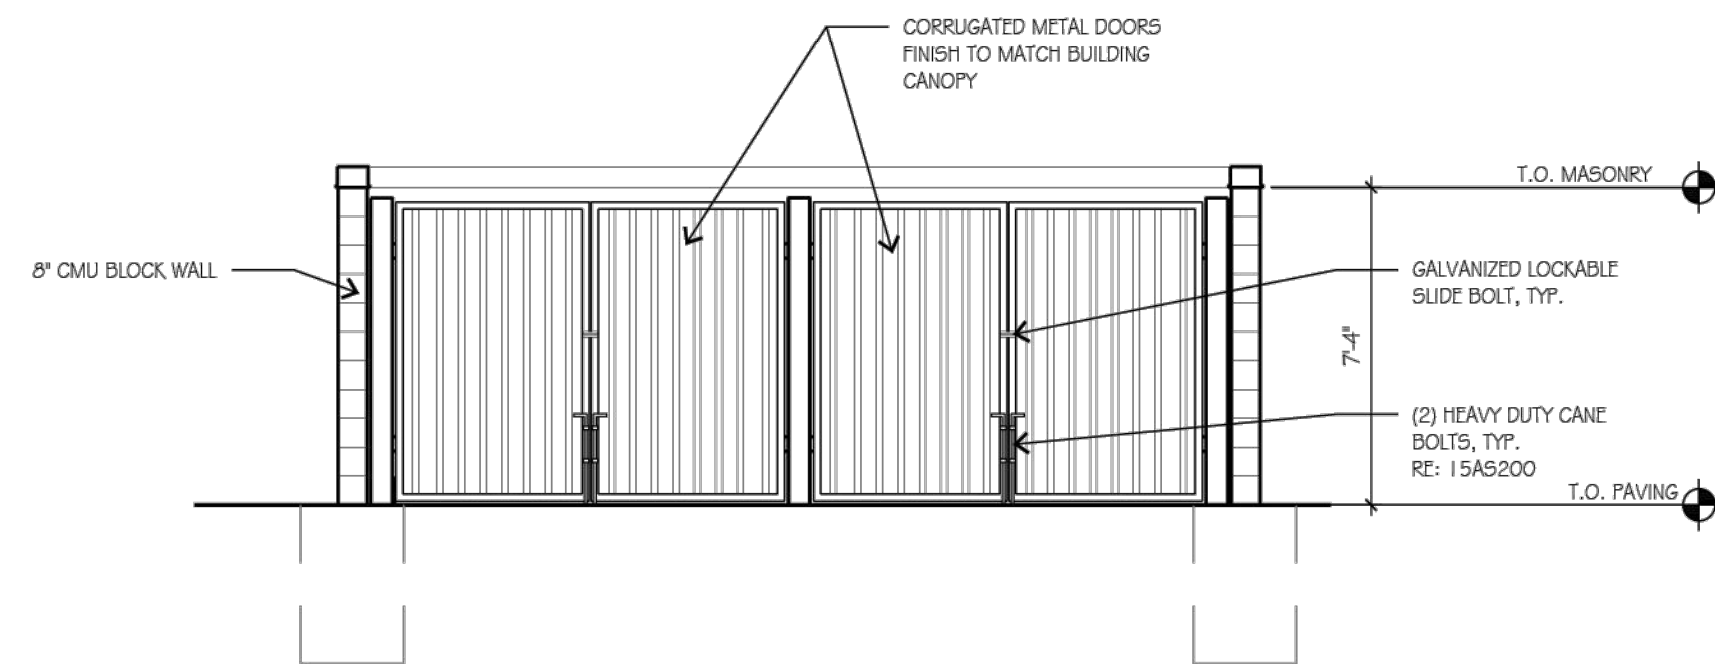 CORRUGATED METAL DOORS
FINISH TO MATCH BUILDING
CANOPY
T.O. MASONRY
8" CMU BLOCK WALL
GALVANIZED LOCKABLE
SLIDE BOLT, TYP.
7'-4"
(2) HEAVY DUTY CANE
BOLTS, TYP.
RE: 15AS200
T.O. PAVING